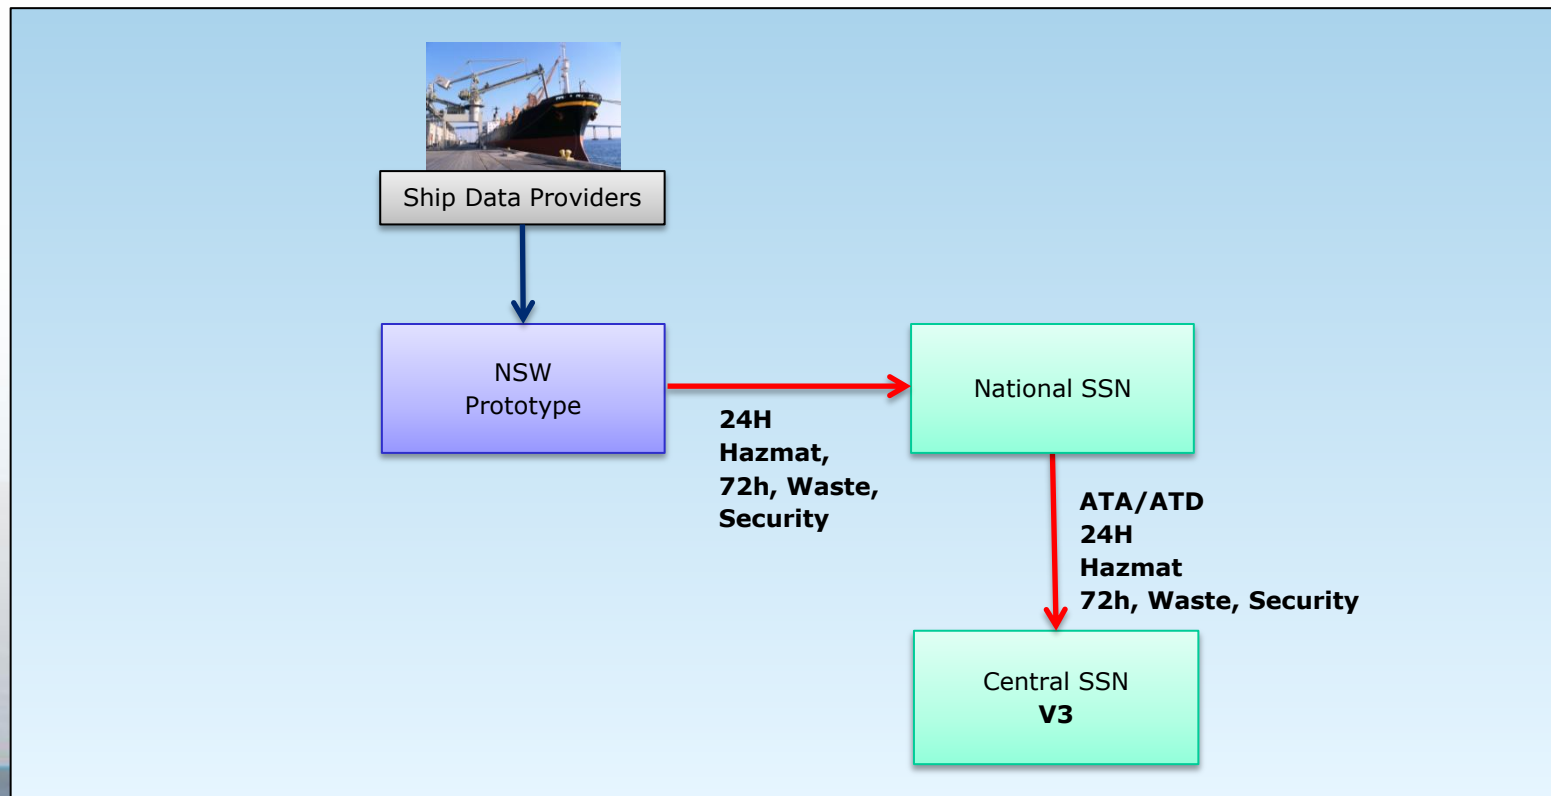 Ship Data Providers
NSW
Prototype
National SSN
24H
Hazmat,
72h, Waste,
Security
ATA/ATD
24H
Hazmat
72h, Waste, Security
Central SSN
V3